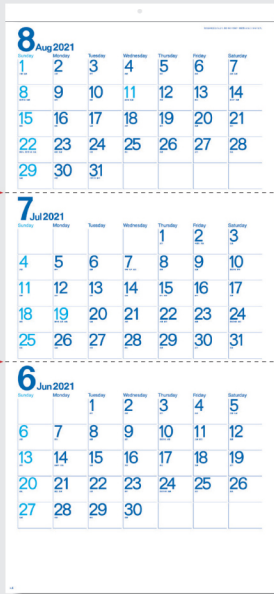 8 Aug 2021
Sunday Monday Tuesday Wednesday Thursday Friday Saturday
1 2 3 4 5 6 7
8 9 10 11 12 13 14
15 16 17 18 19 20 21
22 23 24 25 26 27 28
29 30 31
7 Jul 2021
Sunday Monday Tuesday Wednesday Thursday Friday Saturday
1 2 3
4 5 6 7 8 9 10
11 12 13 14 15 16 17
18 19 20 21 22 23 24
25 26 27 28 29 30 31
6 Jun 2021
Sunday Monday Tuesday Wednesday Thursday Friday Saturday
1 2 3 4 5
6 7 8 9 10 11 12
13 14 15 16 17 18 19
20 21 22 23 24 25 26
27 28 29 30